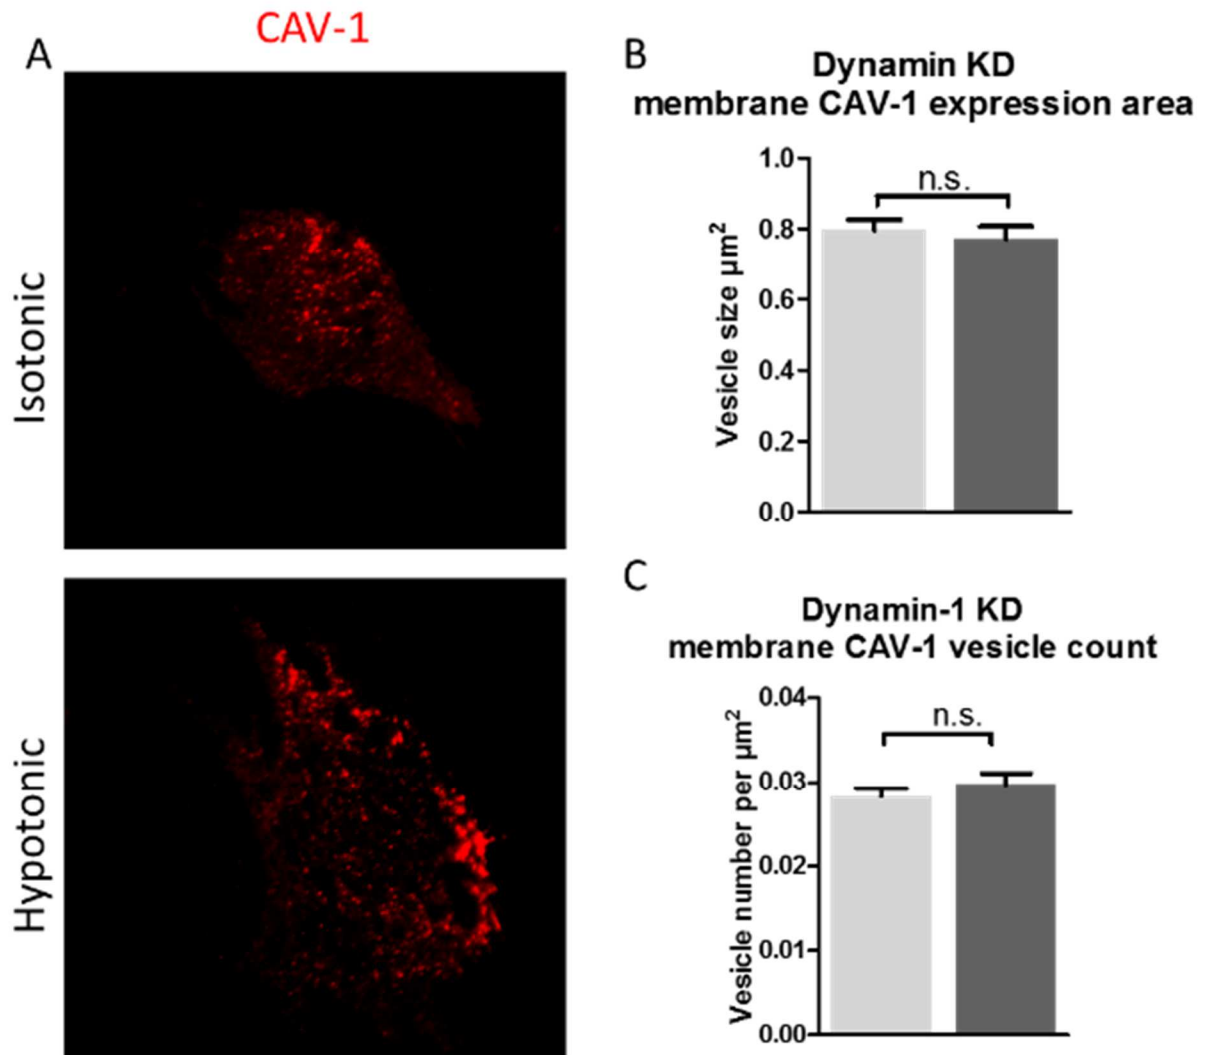 CAV-1
A
Isotonic
Hypotonic
B
Dynamin KD
membrane CAV-1 expression area
n.s.
Vesicle size µm²
1.0
0.8
0.6
0.4
0.2
0.0
C
Dynamin-1 KD
membrane CAV-1 vesicle count
n.s.
Vesicle number per µm²
0.04
0.03
0.02
0.01
0.00